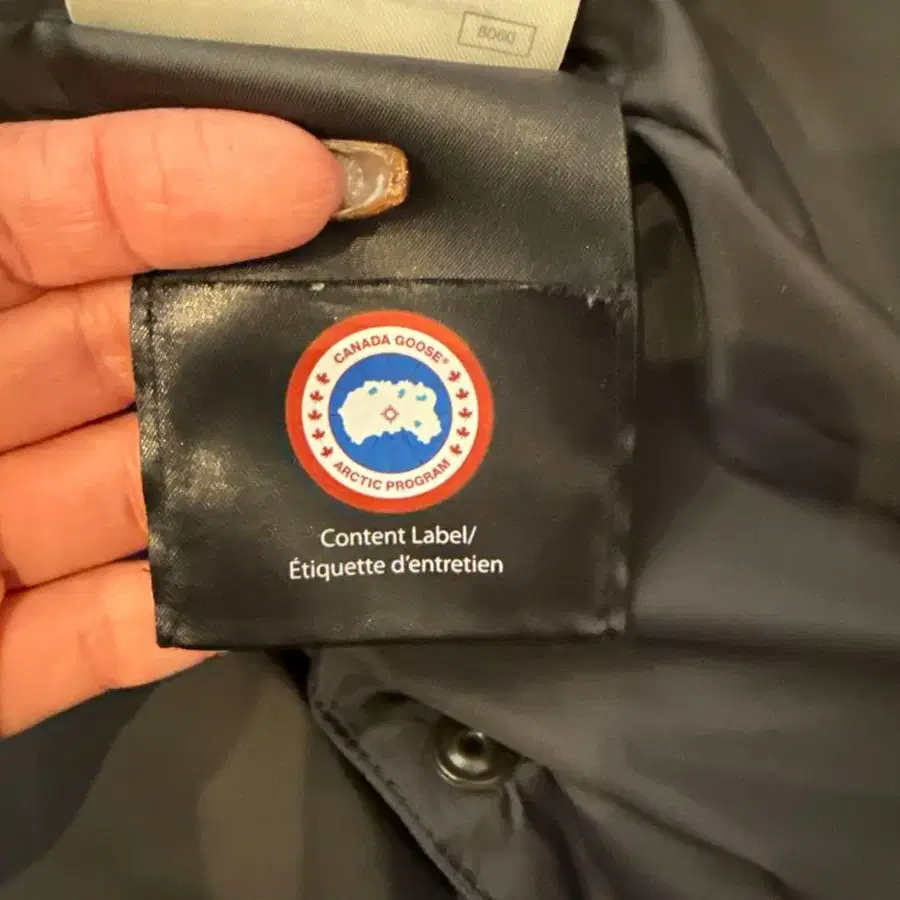 CANADA GOOSE®
ARCTIC PROGRAM
Content Label/
Étiquette d'entretien